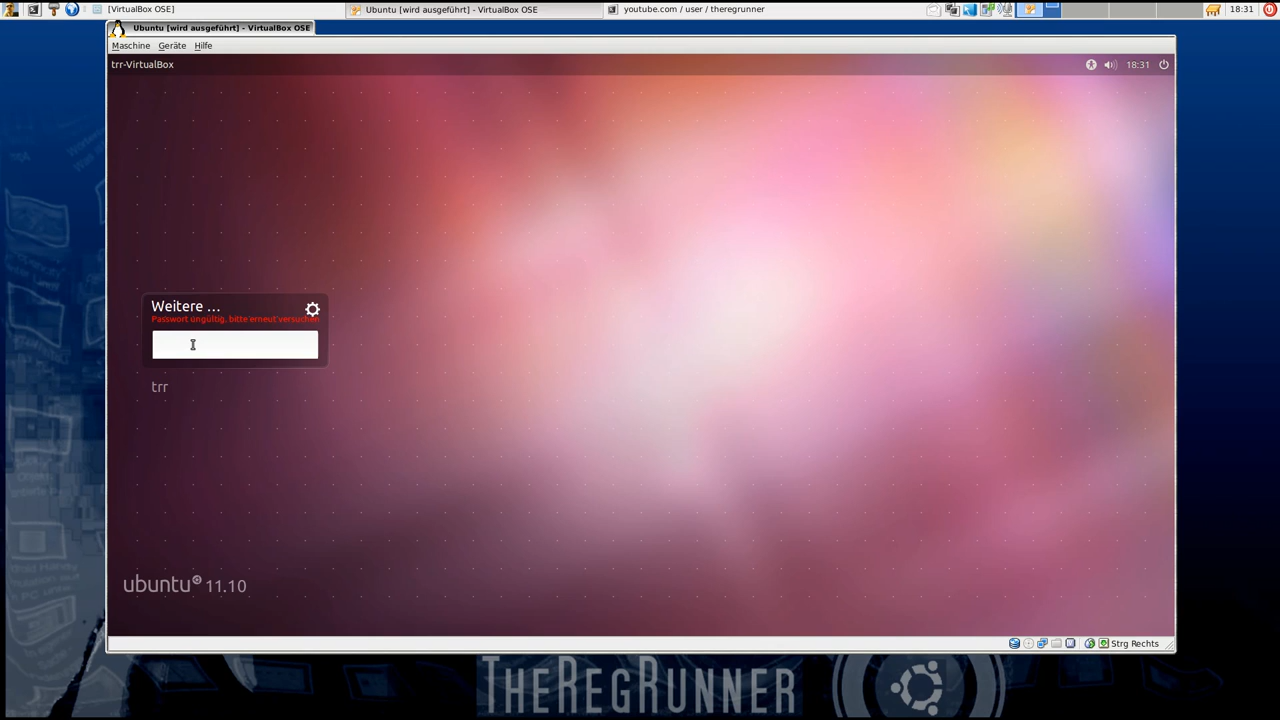 [VirtualBox OSE]
Ubuntu [wird ausgeführt] - VirtualBox OSE
youtube.com / user / theregrunner
18:31
Ubuntu [wird ausgeführt] - VirtualBox OSE
Maschine Geräte Hilfe
trr-VirtualBox
18:31
Weitere ...
Passwort ungültig, bitte erneut versuchen
trr
ubuntu 11.10
Strg Rechts
THEREGRUNNER